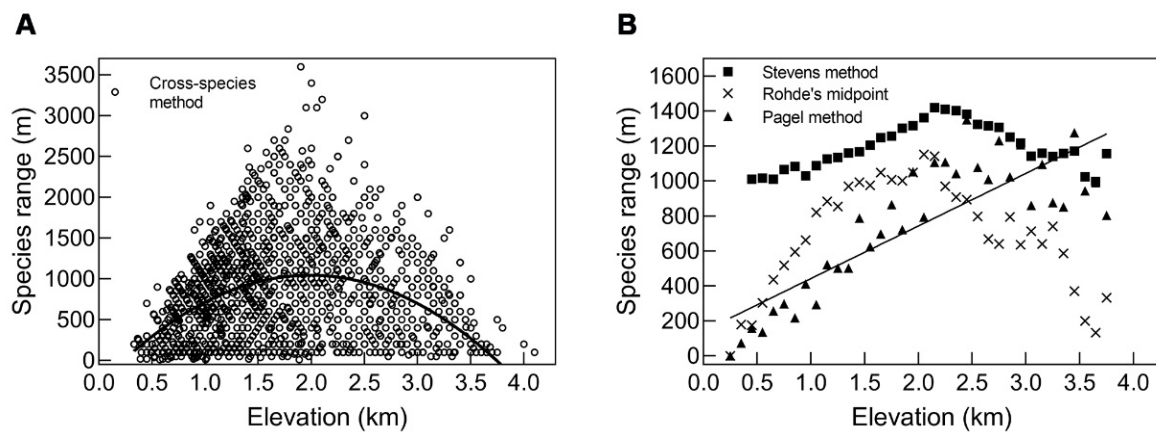 A
B
Species range (m)
3500
3000
2500
2000
1500
1000
500
0
Cross-species
method
0.0 0.5 1.0 1.5 2.0 2.5 3.0 3.5 4.0
Elevation (km)
Species range (m)
1600
1400
1200
1000
800
600
400
200
0
Stevens method
Rohde's midpoint
Pagel method
0.0 0.5 1.0 1.5 2.0 2.5 3.0 3.5 4.0
Elevation (km)